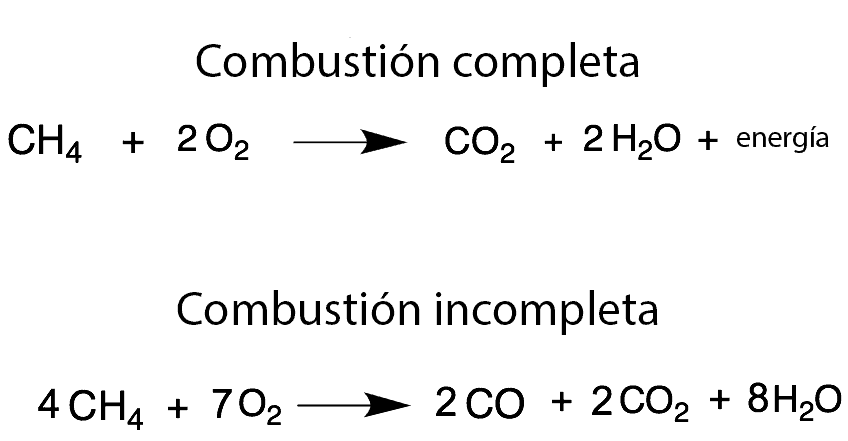 Combustión completa
CH₄ + 2 O₂ ⟶ CO₂ + 2 H₂O + energía
Combustión incompleta
4 CH₄ + 7 O₂ ⟶ 2 CO + 2 CO₂ + 8 H₂O